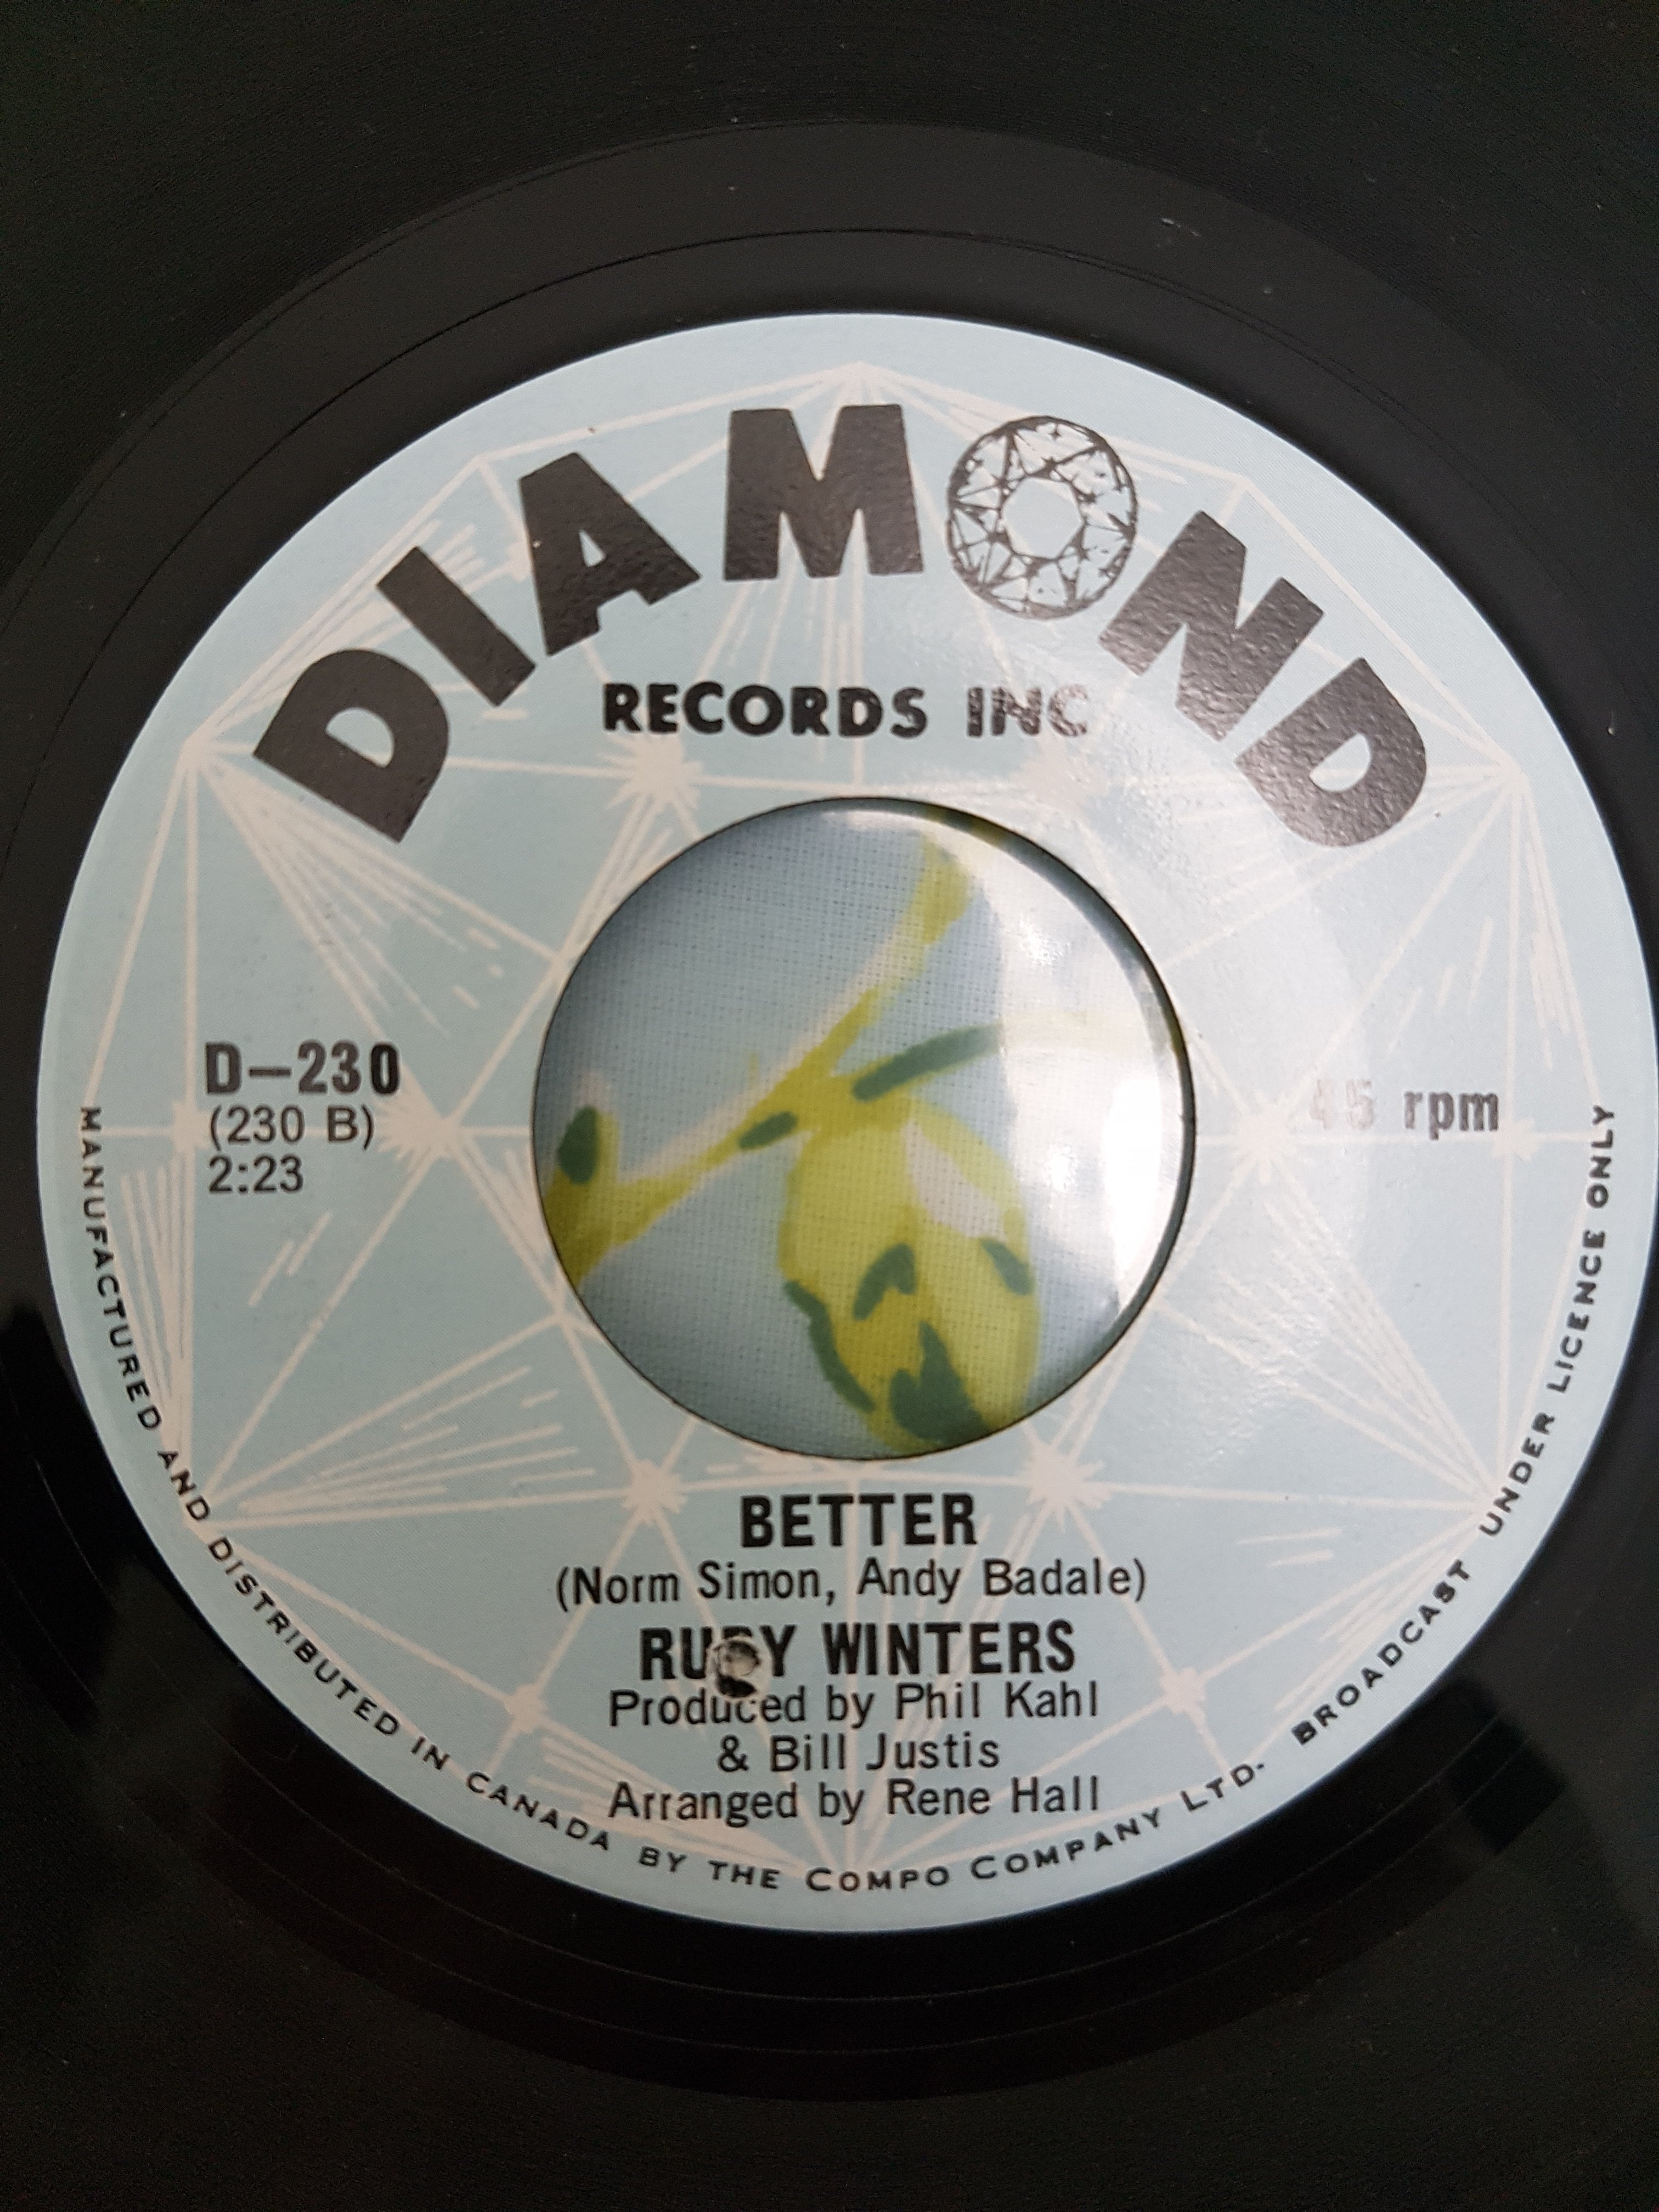 DIAMOND
RECORDS INC
D-230
(230 B)
2:23
45 rpm
BETTER
(Norm Simon, Andy Badale)
RUBY WINTERS
Produced by Phil Kahl
& Bill Justis
Arranged by Rene Hall
MANUFACTURED AND DISTRIBUTED IN CANADA BY THE COMPO COMPANY LTD. BROADCAST UNDER LICENCE ONLY